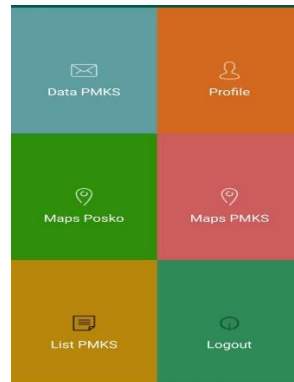 Data PMKS
Profile
Maps Posko
Maps PMKS
List PMKS
Logout